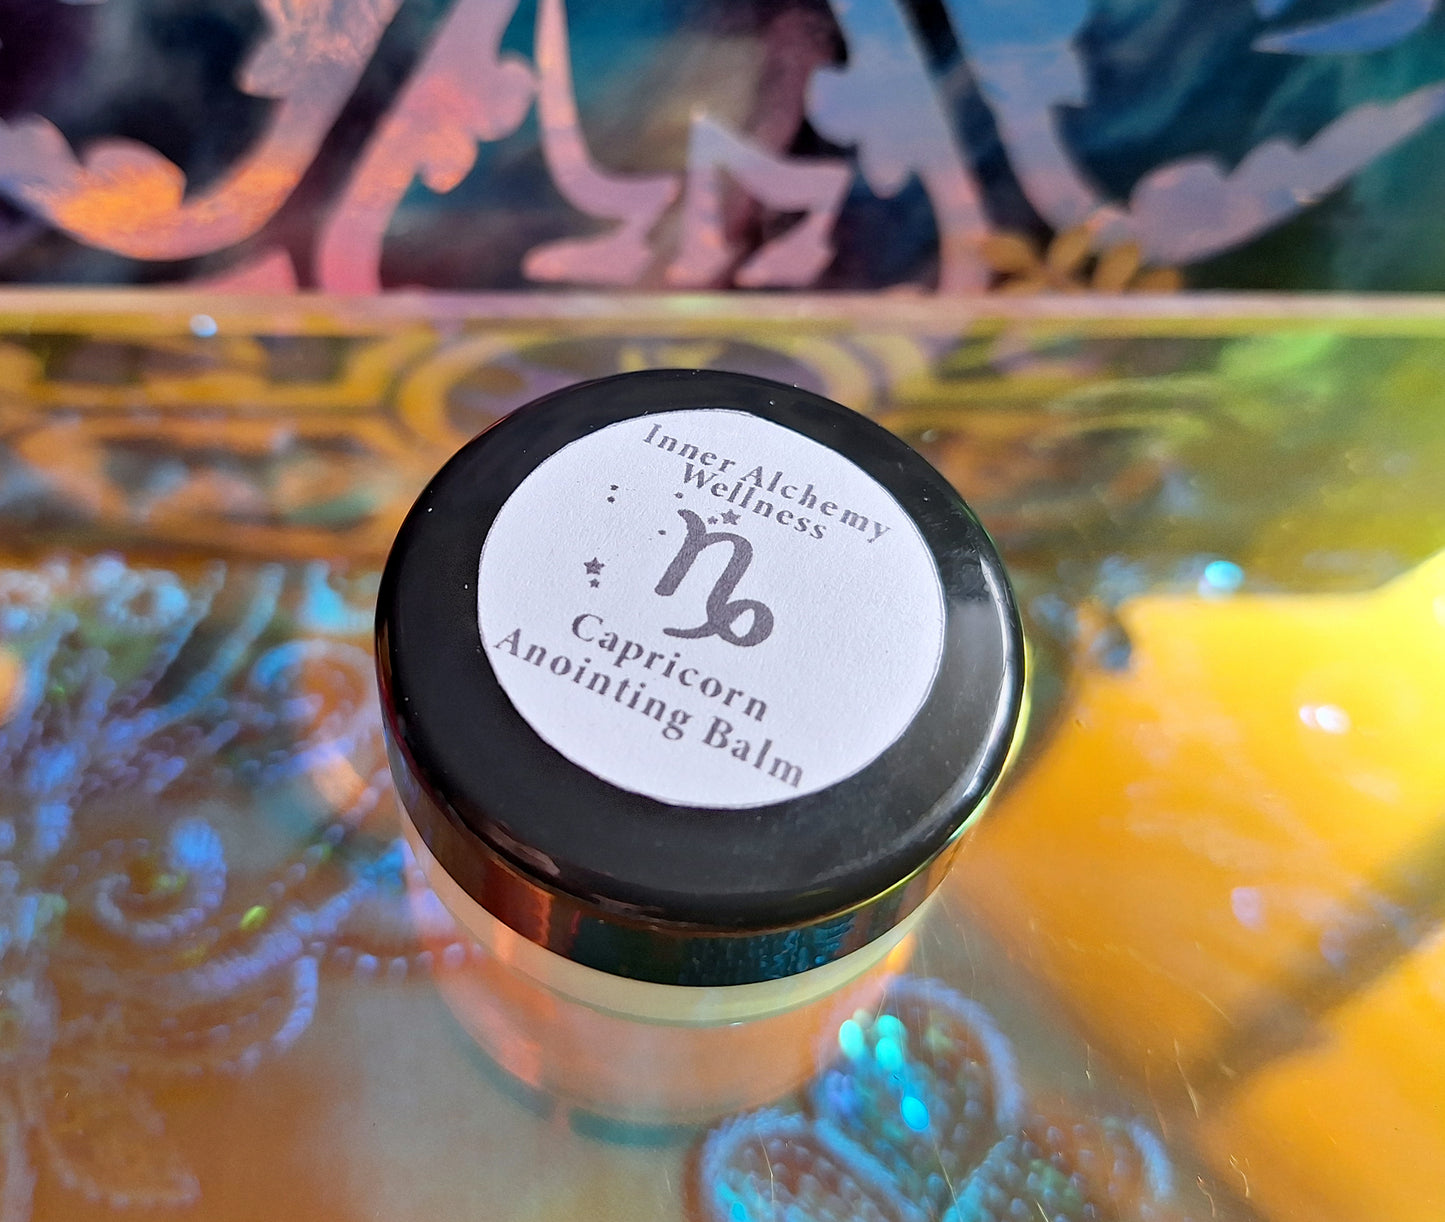 Inner Alchemy
Wellness
Capricorn
Anointing Balm